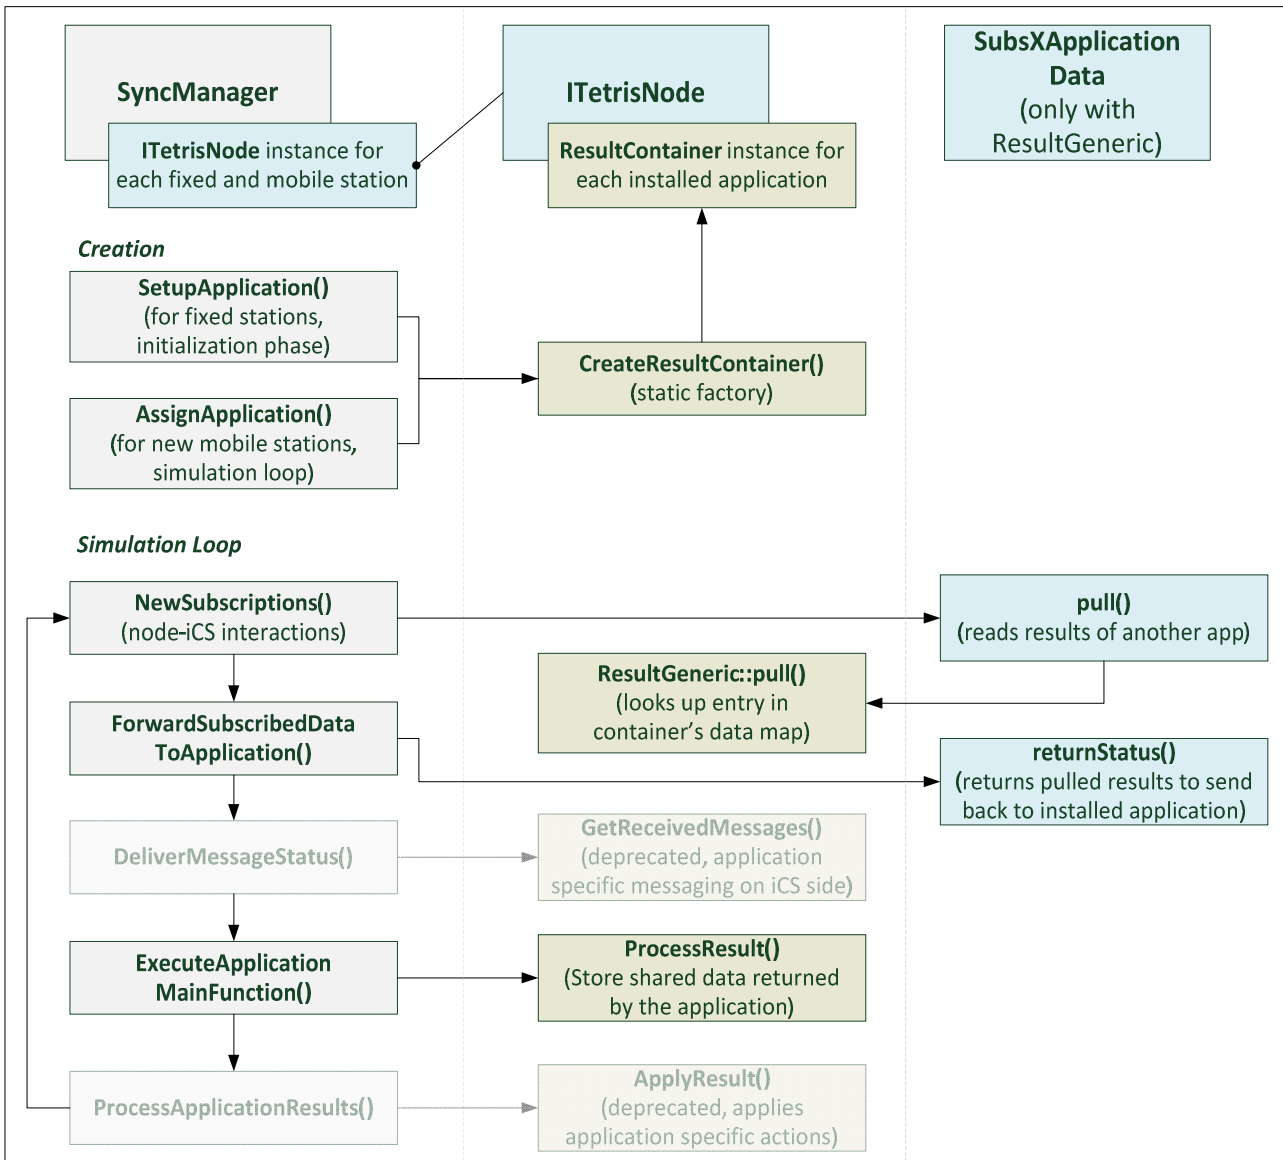 SyncManager
ITetrisNode instance for
each fixed and mobile station
ITetrisNode
ResultContainer instance for
each installed application
SubsXApplication
Data
(only with
ResultGeneric)
Creation
SetupApplication()
(for fixed stations,
initialization phase)
AssignApplication()
(for new mobile stations,
simulation loop)
CreateResultContainer()
(static factory)
Simulation Loop
NewSubscriptions()
(node-iCS interactions)
pull()
(reads results of another app)
ResultGeneric::pull()
(looks up entry in
container’s data map)
ForwardSubscribedData
ToApplication()
returnStatus()
(returns pulled results to send
back to installed application)
DeliverMessageStatus()
GetReceivedMessages()
(deprecated, application
specific messaging on iCS side)
ExecuteApplication
MainFunction()
ProcessResult()
(Store shared data returned
by the application)
ProcessApplicationResults()
ApplyResult()
(deprecated, applies
application specific actions)